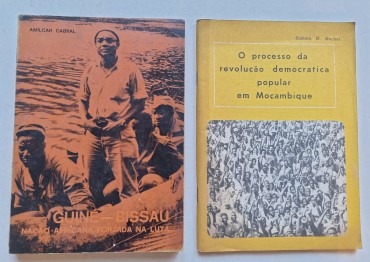 AMILCAR CABRAL
GUINÉ-BISSAU
NAÇÃO AFRICANA FORJADA NA LUTA
Samora M. Machel
O processo da
revolução democrática
popular
em Moçambique